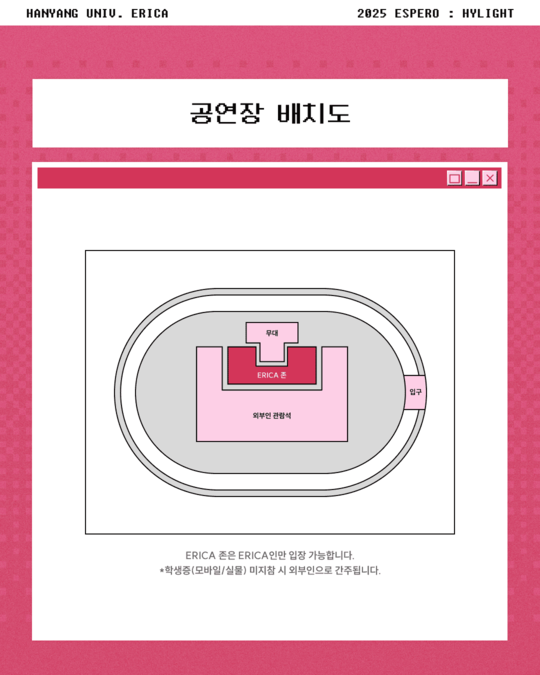 HANYANG UNIV. ERICA
2025 ESPERO : HYLIGHT
공연장 배치도
무대
ERICA 존
입구
외부인 관람석
ERICA 존은 ERICA인만 입장 가능합니다.
*학생증(모바일/실물) 미지참 시 외부인으로 간주됩니다.